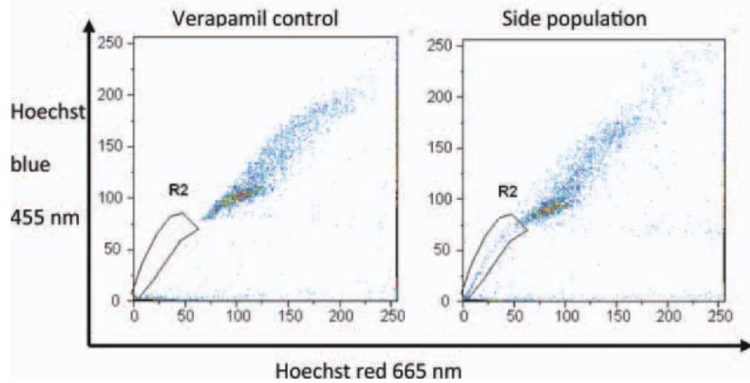 Verapamil control
Side population
Hoechst
blue
455 nm
250
200
150
100
50
0
R2
0 50 100 150 200 250
250
200
150
100
50
0
R2
0 50 100 150 200 250
Hoechst red 665 nm